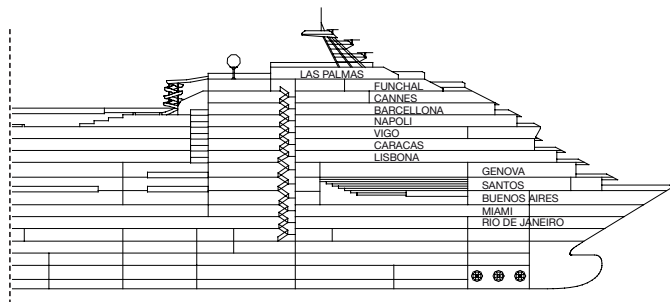 LAS PALMAS
FUNCHAL
CANNES
BARCELLONA
NAPOLI
VIGO
CARACAS
LISBONA
GENOVA
SANTOS
BUENOS AIRES
MIAMI
RIO DE JANEIRO